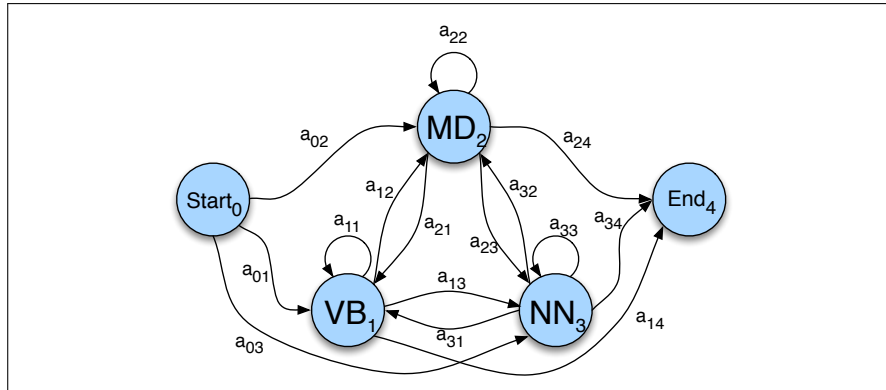 a22
MD2
a02
a24
Start0
a12
a32
End4
a11
a21
a23
a33
a34
a01
VB1
a13
NN3
a03
a31
a14